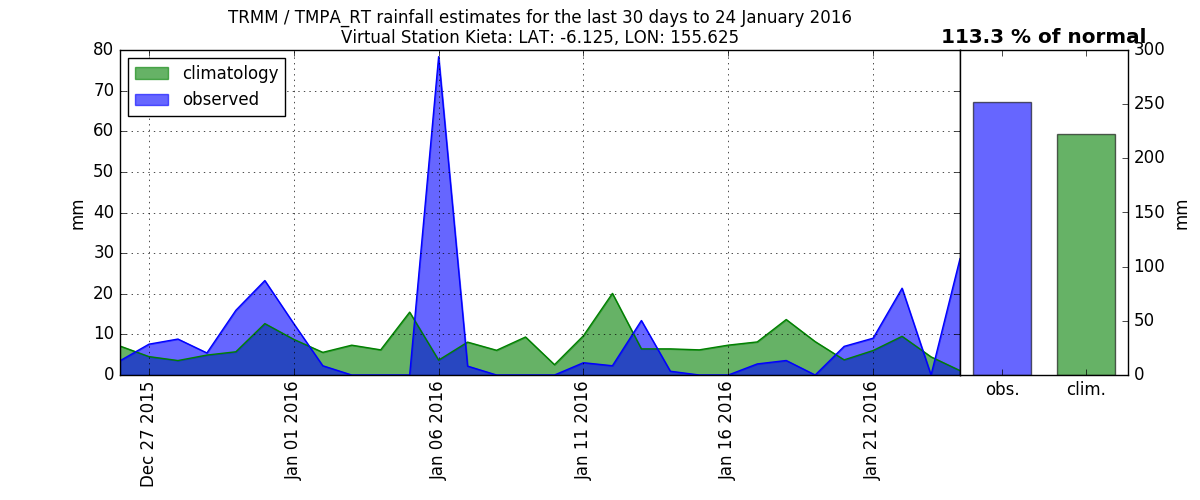 TRMM / TMPA_RT rainfall estimates for the last 30 days to 24 January 2016
Virtual Station Kieta: LAT: -6.125, LON: 155.625
113.3 % of normal
climatology
observed
80
70
60
50
40
30
20
10
0
mm
Dec 27 2015
Jan 01 2016
Jan 06 2016
Jan 11 2016
Jan 16 2016
Jan 21 2016
300
250
200
150
100
50
0
mm
obs.
clim.